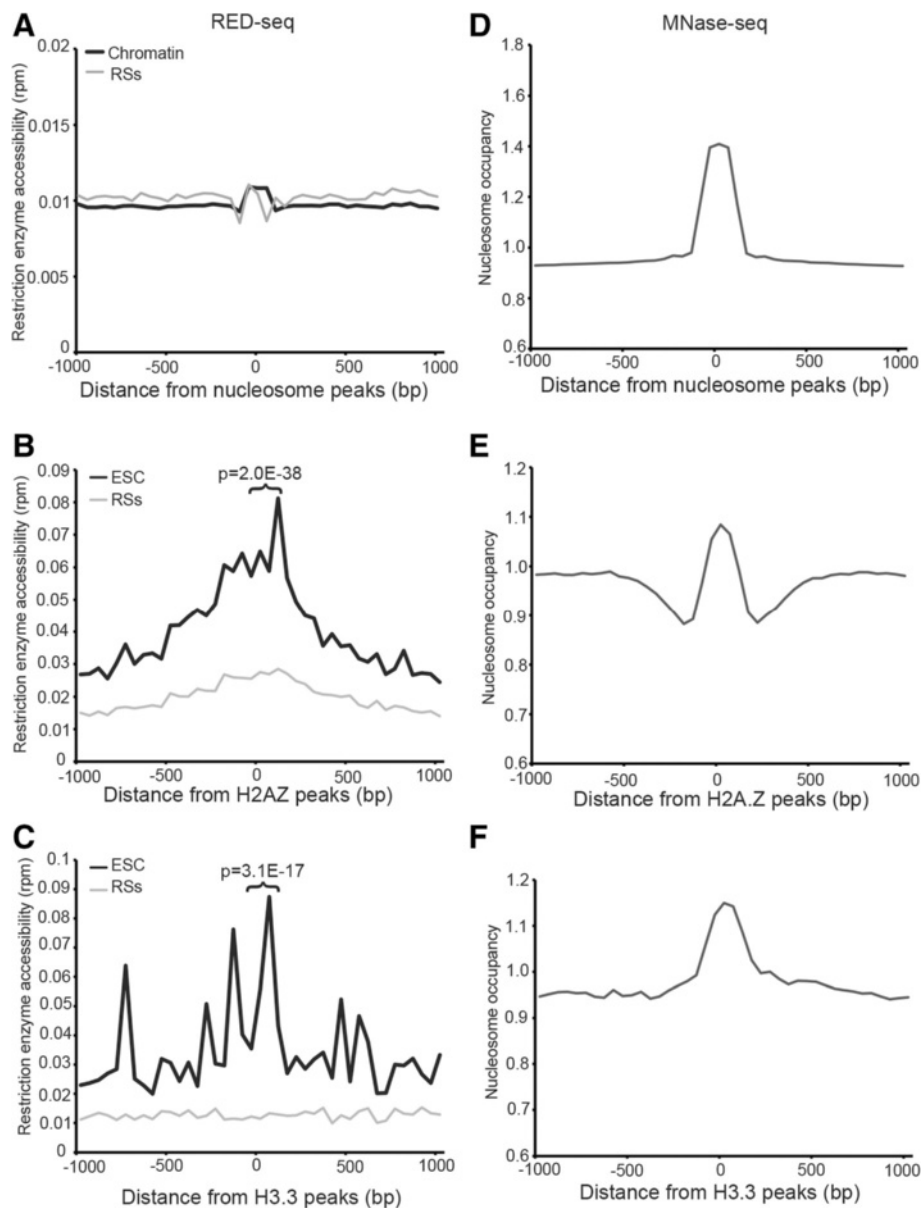 RED-seq
A
0.02
0.015
0.01
0.005
0
Restriction enzyme accessibility (rpm)
Chromatin
RSs
-1000 -500 0 500 1000
Distance from nucleosome peaks (bp)
MNase-seq
D
1.8
1.6
1.4
1.2
1.0
0.8
0.6
Nucleosome occupancy
-1000 -500 0 500 1000
Distance from nucleosome peaks (bp)
B
0.09
0.08
0.07
0.06
0.05
0.04
0.03
0.02
0.01
0
Restriction enzyme accessibility (rpm)
ESC
RSs
p=2.0E-38
-1000 -500 0 500 1000
Distance from H2AZ peaks (bp)
E
1.2
1.1
1.0
0.9
0.8
0.7
0.6
Nucleosome occupancy
-1000 -500 0 500 1000
Distance from H2A.Z peaks (bp)
C
0.1
0.09
0.08
0.07
0.06
0.05
0.04
0.03
0.02
0.01
0
Restriction enzyme accessibility (rpm)
ESC
RSs
p=3.1E-17
-1000 -500 0 500 1000
Distance from H3.3 peaks (bp)
F
1.2
1.1
1.0
0.9
0.8
0.7
0.6
Nucleosome occupancy
-1000 -500 0 500 1000
Distance from H3.3 peaks (bp)